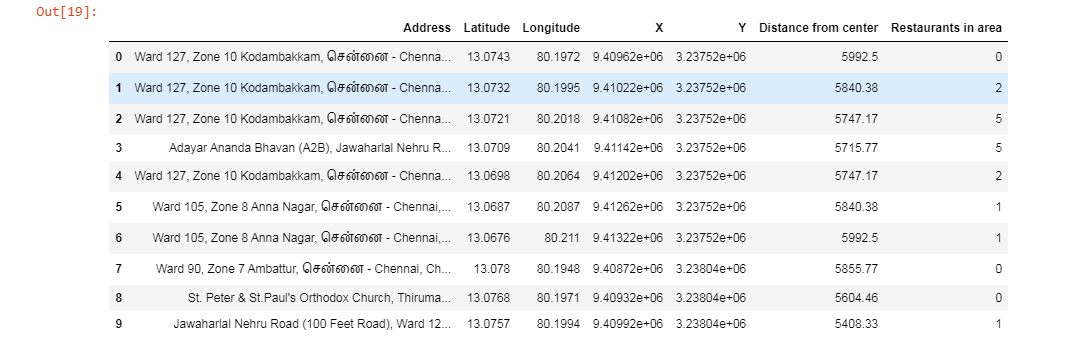 Out[19]:
Address Latitude Longitude X Y Distance from center Restaurants in area
0 Ward 127, Zone 10 Kodambakkam, சென்னை - Chenna... 13.0743 80.1972 9.40962e+06 3.23752e+06 5992.5 0
1 Ward 127, Zone 10 Kodambakkam, சென்னை - Chenna... 13.0732 80.1995 9.41022e+06 3.23752e+06 5840.38 2
2 Ward 127, Zone 10 Kodambakkam, சென்னை - Chenna... 13.0721 80.2018 9.41082e+06 3.23752e+06 5747.17 5
3 Adayar Ananda Bhavan (A2B), Jawaharlal Nehru R... 13.0709 80.2041 9.41142e+06 3.23752e+06 5715.77 5
4 Ward 127, Zone 10 Kodambakkam, சென்னை - Chenna... 13.0698 80.2064 9.41202e+06 3.23752e+06 5747.17 2
5 Ward 105, Zone 8 Anna Nagar, சென்னை - Chennai,... 13.0687 80.2087 9.41262e+06 3.23752e+06 5840.38 1
6 Ward 105, Zone 8 Anna Nagar, சென்னை - Chennai,... 13.0676 80.211 9.41322e+06 3.23752e+06 5992.5 1
7 Ward 90, Zone 7 Ambattur, சென்னை - Chennai, Ch... 13.078 80.1948 9.40872e+06 3.23804e+06 5855.77 0
8 St. Peter & St.Paul's Orthodox Church, Thiruma... 13.0768 80.1971 9.40932e+06 3.23804e+06 5604.46 0
9 Jawaharlal Nehru Road (100 Feet Road), Ward 12... 13.0757 80.1994 9.40992e+06 3.23804e+06 5408.33 1